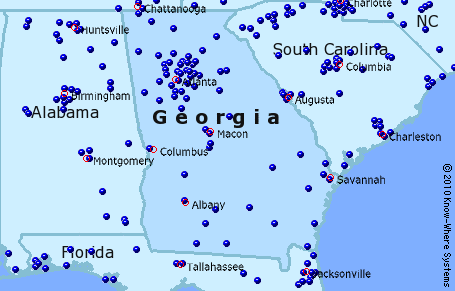 Chattanooga
Charlotte
NC
Huntsville
South Carolina
Columbia
Atlanta
Birmingham
Augusta
Alabama
Georgia
Macon
Charleston
Columbus
Montgomery
Savannah
Albany
Florida
Tallahassee
Jacksonville
© 2010 Know-Where Systems